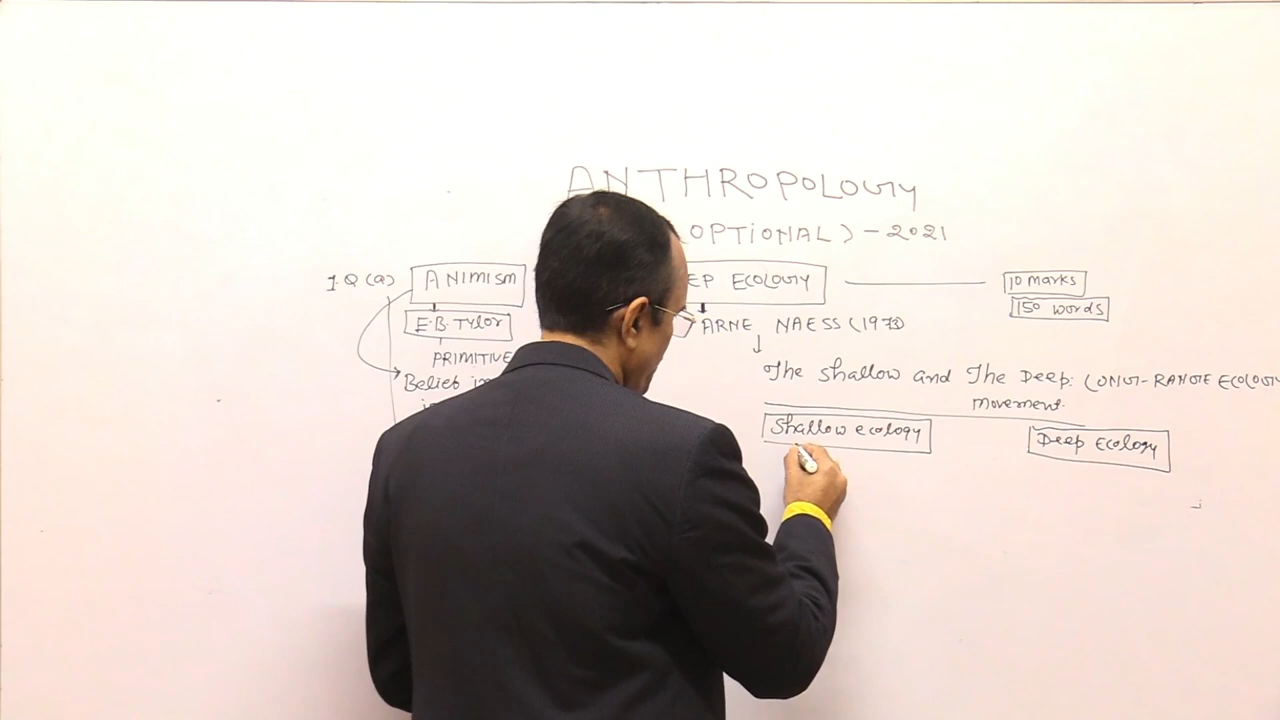 ANTHROPOLOGY
(OPTIONAL) - 2021
1. Q (a) ANIMISM EP ECOLOGY 10 marks
150 words
E.B. Tylor ARNE NAESS (1973)
PRIMITIVE
The Shallow and The Deep: LONG-RANGE ECOLOGY
Belief
movement.
Shallow ecology Deep Ecology